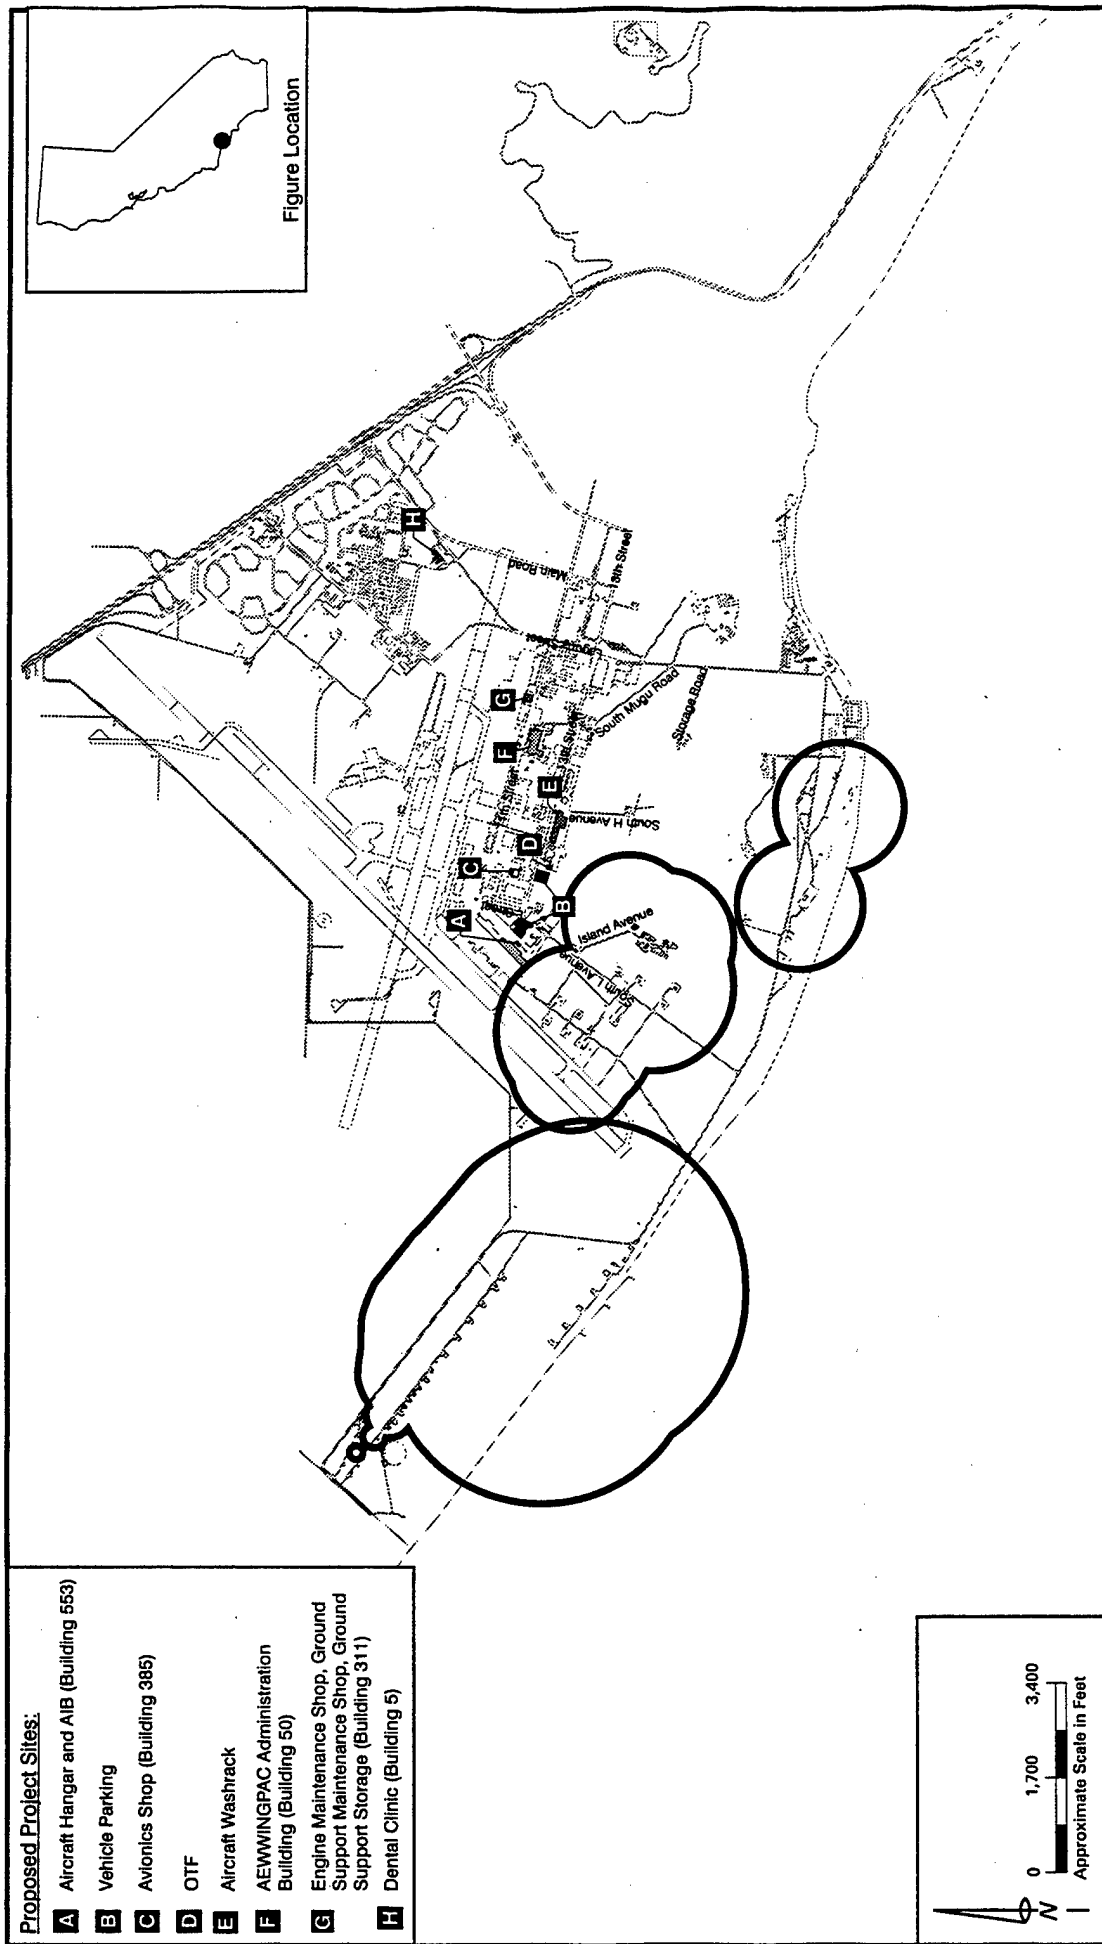 Proposed Project Sites:
A Aircraft Hangar and AIB (Building 553)
B Vehicle Parking
C Avionics Shop (Building 385)
D OTF
E Aircraft Washrack
F AEWWINGPAC Administration
Building (Building 50)
G Engine Maintenance Shop, Ground
Support Maintenance Shop, Ground
Support Storage (Building 311)
H Dental Clinic (Building 5)
Figure Location
A
B
C
D
E
F
G
H
Main Road
13th Street
South Mugu Road
Storage Road
South H Avenue
Island Avenue
South L Avenue
N
0 1,700 3,400
Approximate Scale in Feet